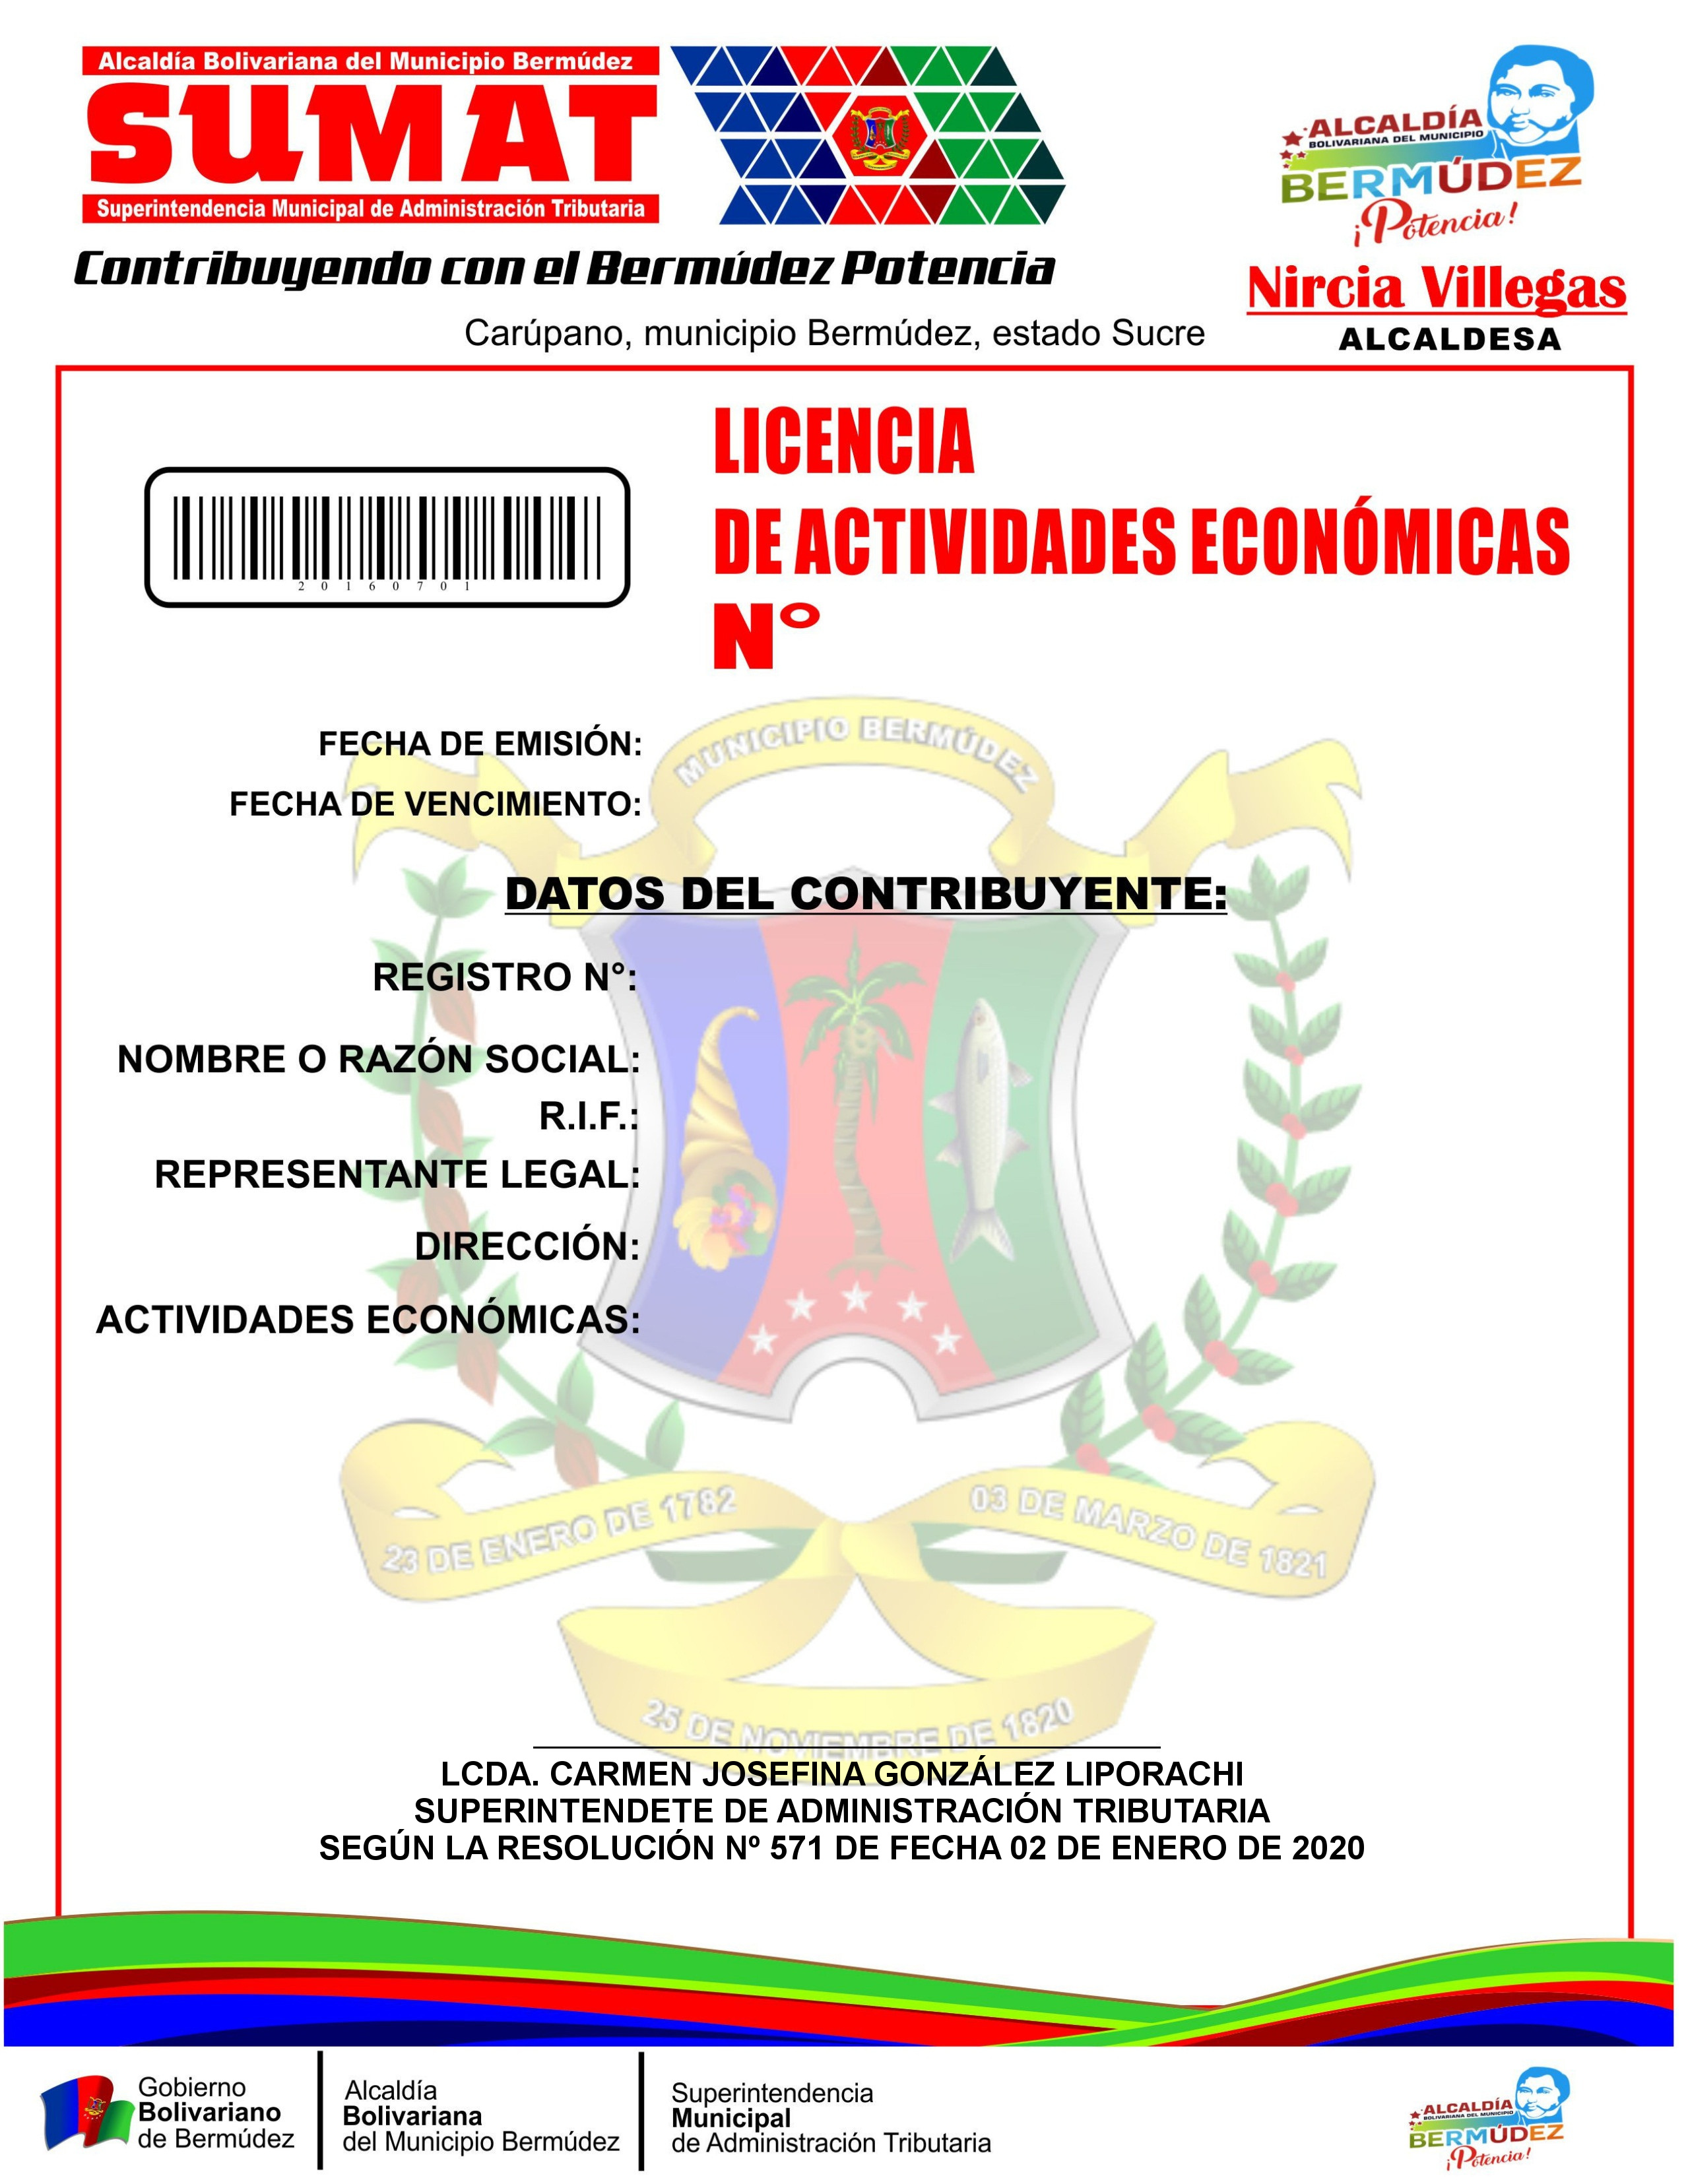 Alcaldía Bolivariana del Municipio Bermúdez
SUMAT
Superintendencia Municipal de Administración Tributaria
Contribuyendo con el Bermúdez Potencia
Carúpano, municipio Bermúdez, estado Sucre
ALCALDÍA
BOLIVARIANA DEL MUNICIPIO
BERMÚDEZ
¡Potencia!
Nircia Villegas
ALCALDESA
LICENCIA
DE ACTIVIDADES ECONÓMICAS
N°
20160701
MUNICIPIO BERMÚDEZ
FECHA DE EMISIÓN:
FECHA DE VENCIMIENTO:
DATOS DEL CONTRIBUYENTE:
REGISTRO N°:
NOMBRE O RAZÓN SOCIAL:
R.I.F.:
REPRESENTANTE LEGAL:
DIRECCIÓN:
ACTIVIDADES ECONÓMICAS:
23 DE ENERO DE 1782
03 DE MARZO DE 1821
25 DE NOVIEMBRE DE 1820
LCDA. CARMEN JOSEFINA GONZÁLEZ LIPORACHI
SUPERINTENDETE DE ADMINISTRACIÓN TRIBUTARIA
SEGÚN LA RESOLUCIÓN Nº 571 DE FECHA 02 DE ENERO DE 2020
Gobierno
Bolivariano
de Bermúdez
Alcaldía
Bolivariana
del Municipio Bermúdez
Superintendencia
Municipal
de Administración Tributaria
ALCALDÍA
BOLIVARIANA DEL MUNICIPIO
BERMÚDEZ
¡Potencia!